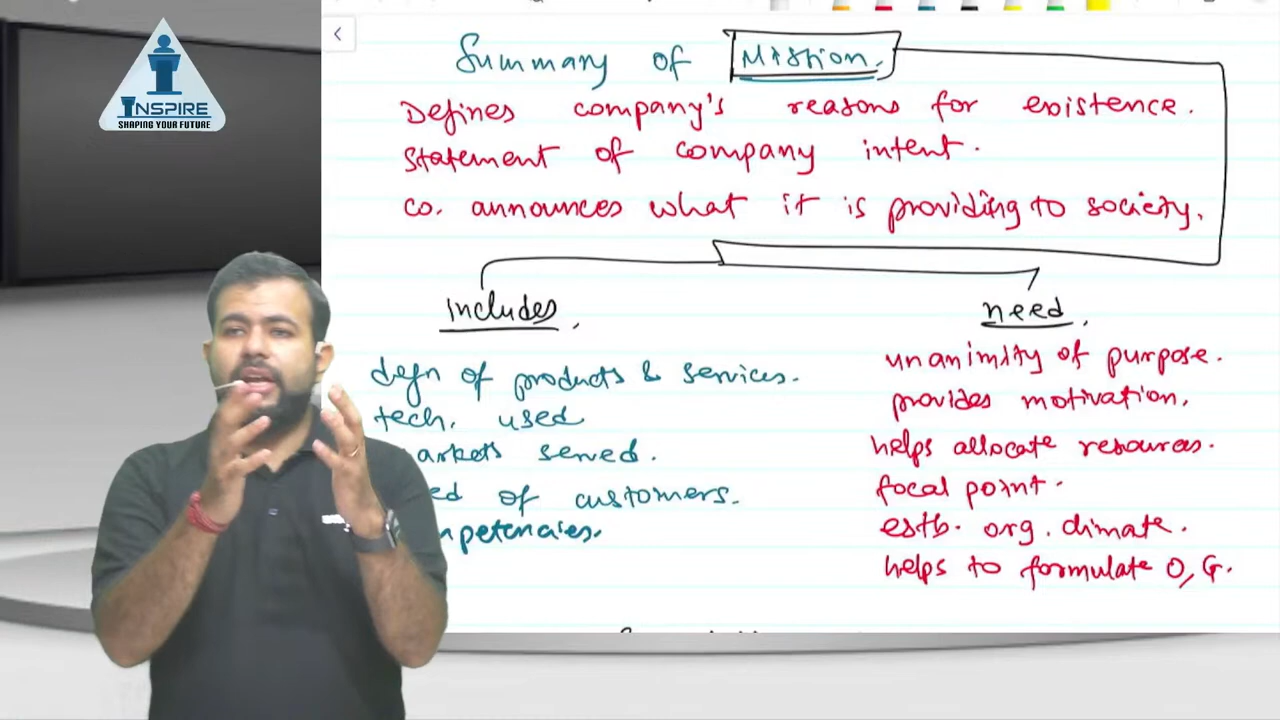 INSPIRE
SHAPING YOUR FUTURE
Summary of Mission.
Defines company's reasons for existence.
Statement of company intent.
co. announces what it is providing to society.
includes.
defn of products & services.
tech. used
arkets served.
ed of customers.
mpetencies.
need.
unanimity of purpose.
provides motivation.
helps allocate resources.
focal point.
estb. org. climate.
helps to formulate O, G.